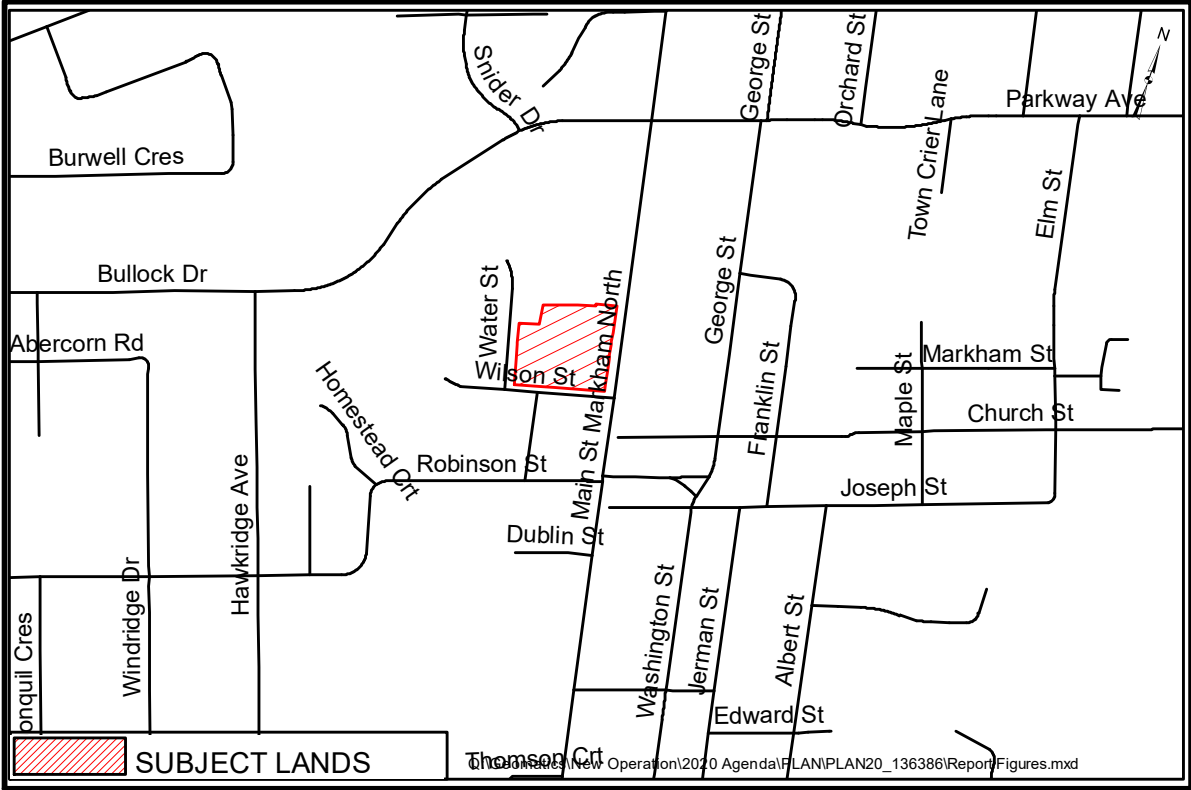 N
Snider Dr
George St
Orchard St
Parkway Ave
Town Crier Lane
Burwell Cres
Elm St
Bullock Dr
Water St
George St
Abercorn Rd
Markham St
Wilson St
Main St Markham North
Franklin St
Maple St
Church St
Homestead Crt
Robinson St
Joseph St
Hawkridge Ave
Dublin St
Windridge Dr
Washington St
Jerman St
Albert St
onquil Cres
Edward St
SUBJECT LANDS
Thomson Crt
Q:\Geomatics\New Operation\2020 Agenda\PLAN\PLAN20_136386\Report Figures.mxd